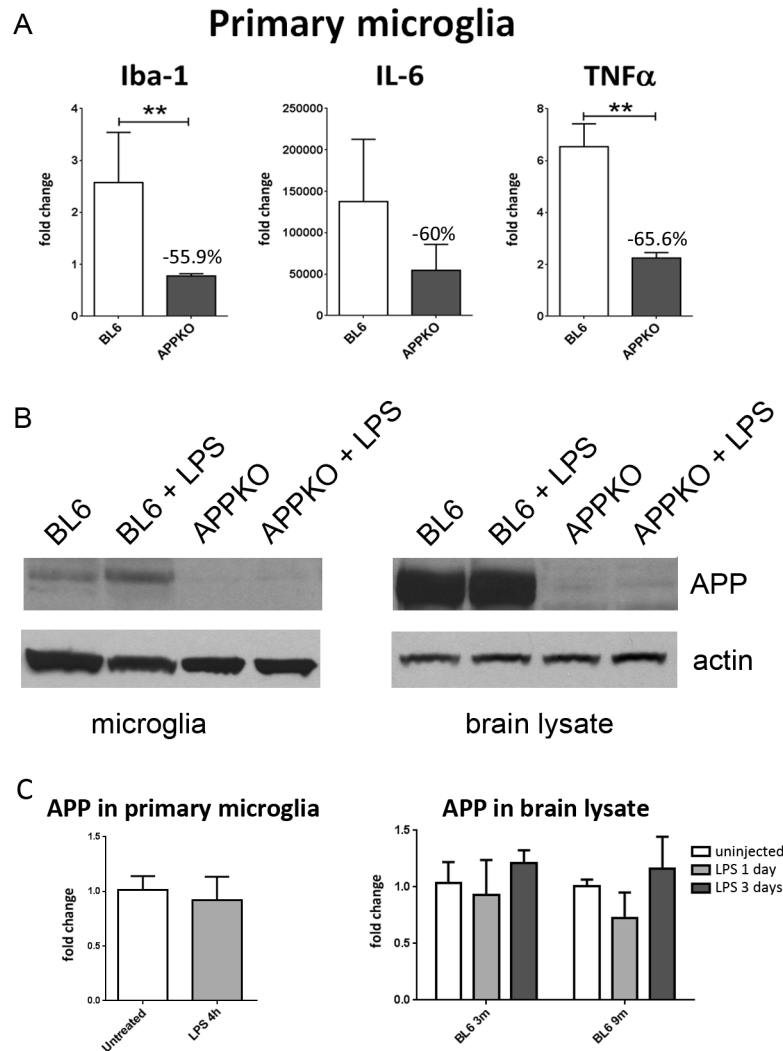 A
Primary microglia
Iba-1
fold change
4
3
2
1
0
**
-55.9%
BL6
APPKO
IL-6
fold change
250000
200000
150000
100000
50000
0
-60%
BL6
APPKO
TNFα
fold change
8
6
4
2
0
**
-65.6%
BL6
APPKO
B
BL6
BL6 + LPS
APPKO
APPKO + LPS
BL6
BL6 + LPS
APPKO
APPKO + LPS
APP
actin
microglia
brain lysate
C
APP in primary microglia
fold change
1.5
1.0
0.5
0.0
Untreated
LPS 4h
APP in brain lysate
fold change
1.5
1.0
0.5
0.0
BL6 3m
BL6 9m
uninjected
LPS 1 day
LPS 3 days